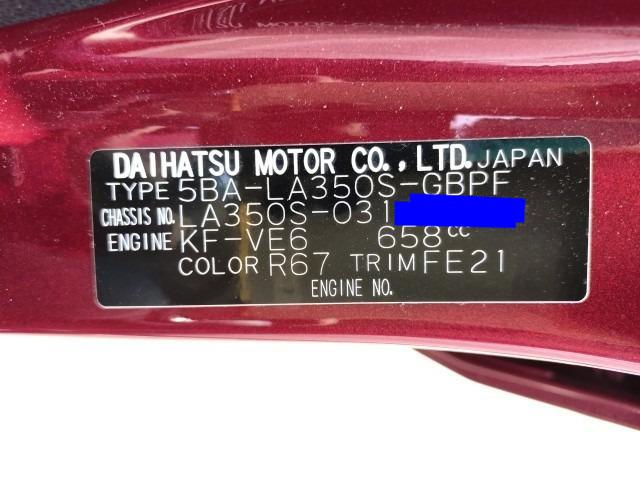 DAIHATSU MOTOR CO., LTD. JAPAN
TYPE 5BA-LA350S-GBPF
CHASSIS NO. LA350S-031
ENGINE KF-VE6 658cc
COLOR R67 TRIM FE21
ENGINE NO.